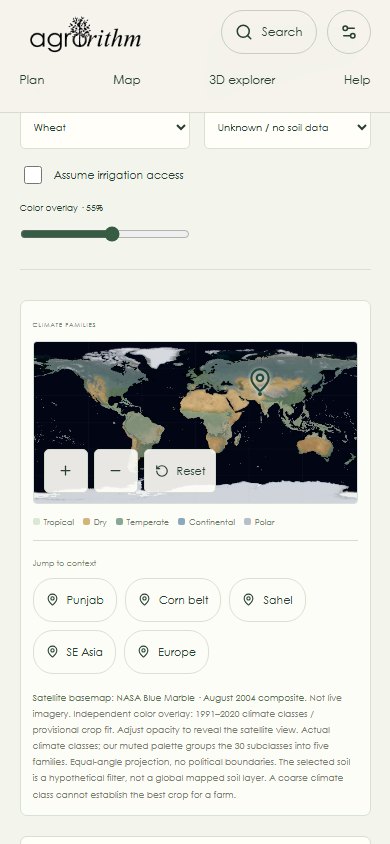 agrorithm
Search
Plan Map 3D explorer Help
Wheat Unknown / no soil data
Assume irrigation access
Color overlay · 55%
CLIMATE FAMILIES
+ − Reset
Tropical Dry Temperate Continental Polar
Jump to context
Punjab Corn belt Sahel
SE Asia Europe
Satellite basemap: NASA Blue Marble · August 2004 composite. Not live
imagery. Independent color overlay: 1991–2020 climate classes /
provisional crop fit. Adjust opacity to reveal the satellite view. Actual
climate classes; our muted palette groups the 30 subclasses into five
families. Equal-angle projection, no political boundaries. The selected soil
is a hypothetical filter, not a global mapped soil layer. A coarse climate
class cannot establish the best crop for a farm.